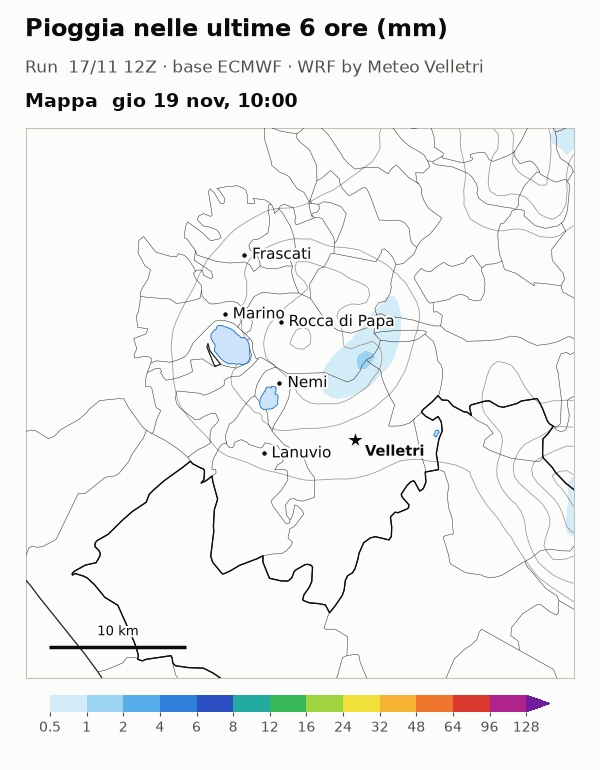 Pioggia nelle ultime 6 ore (mm)
Run  17/11 12Z · base ECMWF · WRF by Meteo Velletri
Mappa  gio 19 nov, 10:00
Frascati
Marino
Rocca di Papa
Nemi
Velletri
Lanuvio
10 km
0.5 1 2 4 6 8 12 16 24 32 48 64 96 128